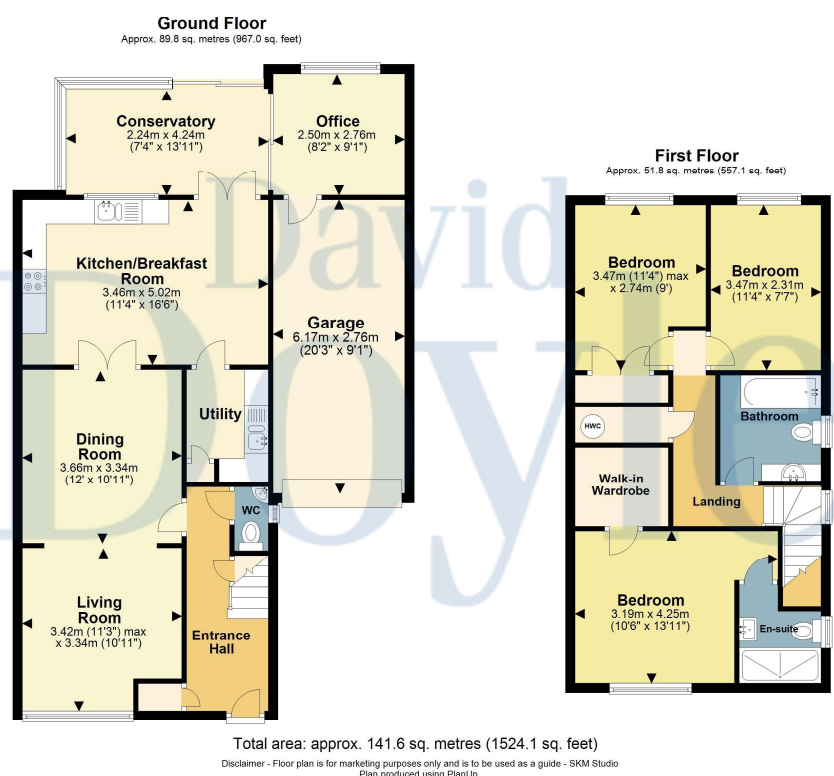 Ground Floor
Approx. 89.8 sq. metres (967.0 sq. feet)
Conservatory
2.24m x 4.24m
(7'4" x 13'11")
Office
2.50m x 2.76m
(8'2" x 9'1")
Kitchen/Breakfast
Room
3.46m x 5.02m
(11'4" x 16'6")
Garage
6.17m x 2.76m
(20'3" x 9'1")
Utility
Dining
Room
3.66m x 3.34m
(12' x 10'11")
WC
Living
Room
3.42m (11'3") max
x 3.34m (10'11")
Entrance
Hall
First Floor
Approx. 51.8 sq. metres (557.1 sq. feet)
Bedroom
3.47m (11'4") max
x 2.74m (9')
Bedroom
3.47m x 2.31m
(11'4" x 7'7")
Bathroom
HWC
Walk-in
Wardrobe
Landing
Bedroom
3.19m x 4.25m
(10'6" x 13'11")
En-suite
David
Doyle
Total area: approx. 141.6 sq. metres (1524.1 sq. feet)
Disclaimer - Floor plan is for marketing purposes only and is to be used as a guide - SKM Studio
Plan produced using PlanUp